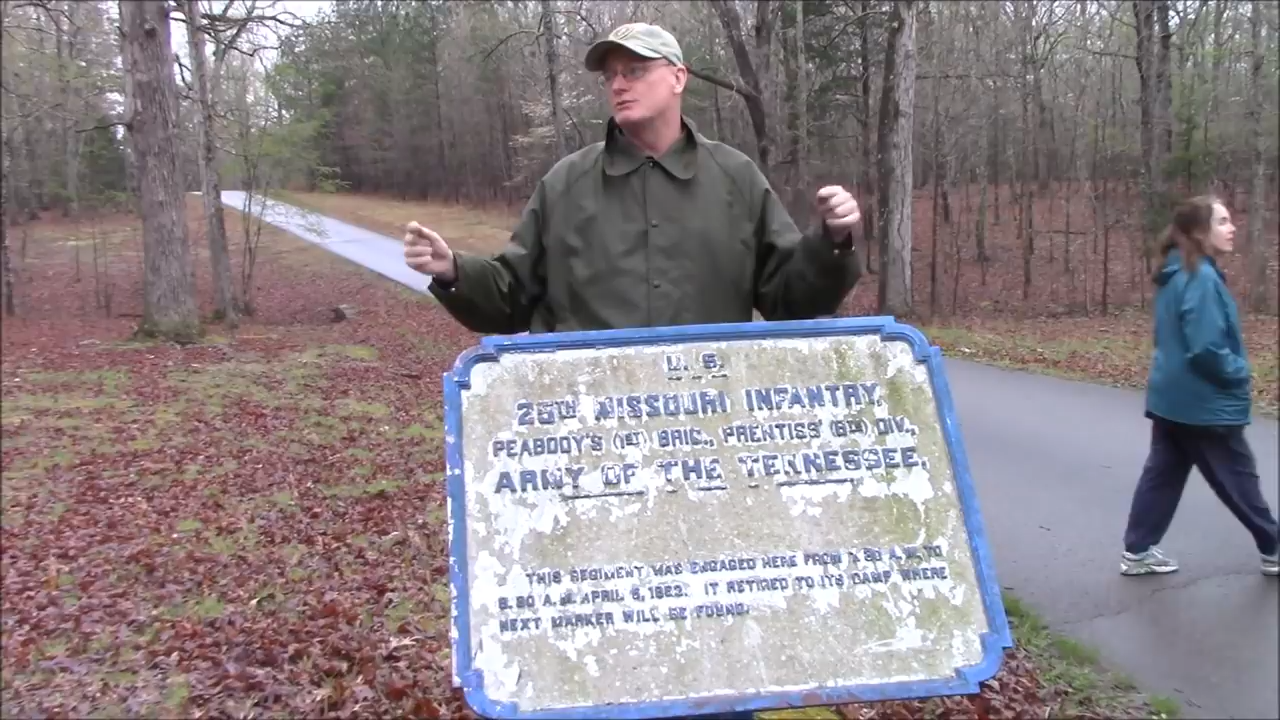 U. S.
25TH MISSOURI INFANTRY,
PEABODY'S (1ST) BRIG., PRENTISS' (6TH) DIV.,
ARMY OF THE TENNESSEE.
THIS REGIMENT WAS ENGAGED HERE FROM 7.30 A.M. TO
8.30 A.M. APRIL 6, 1862. IT RETIRED TO ITS CAMP WHERE
NEXT MARKER WILL BE FOUND.